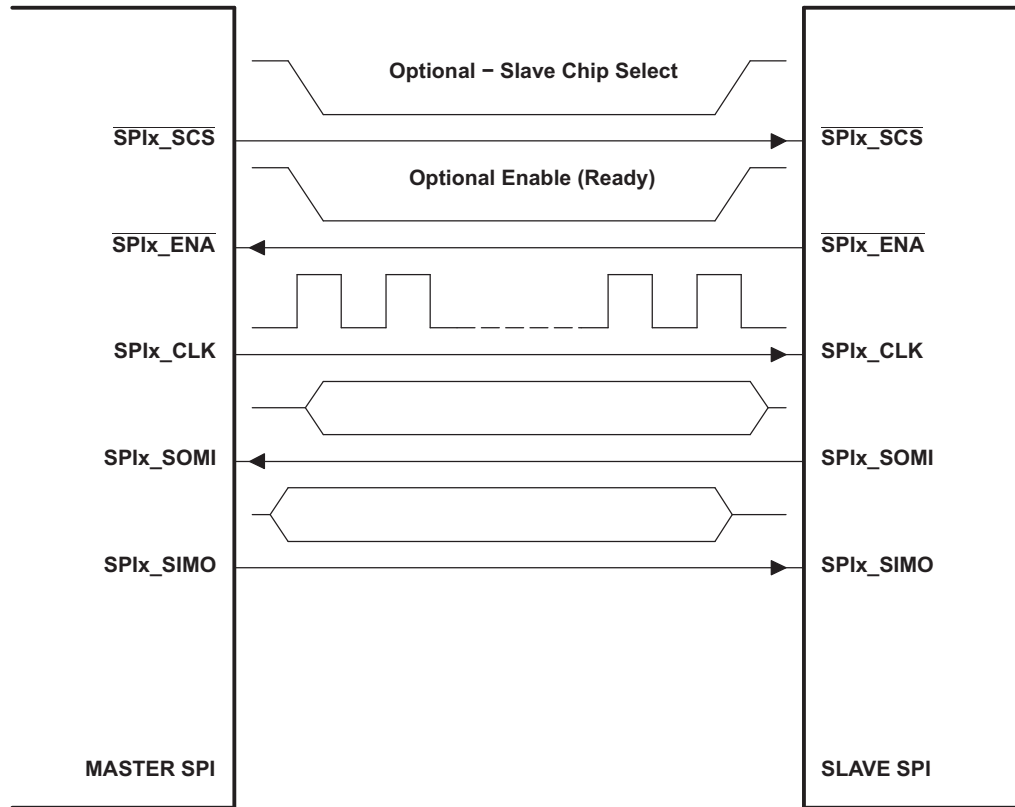 Optional − Slave Chip Select
SPIx_SCS SPIx_SCS
Optional Enable (Ready)
SPIx_ENA SPIx_ENA
SPIx_CLK SPIx_CLK
SPIx_SOMI SPIx_SOMI
SPIx_SIMO SPIx_SIMO
MASTER SPI SLAVE SPI